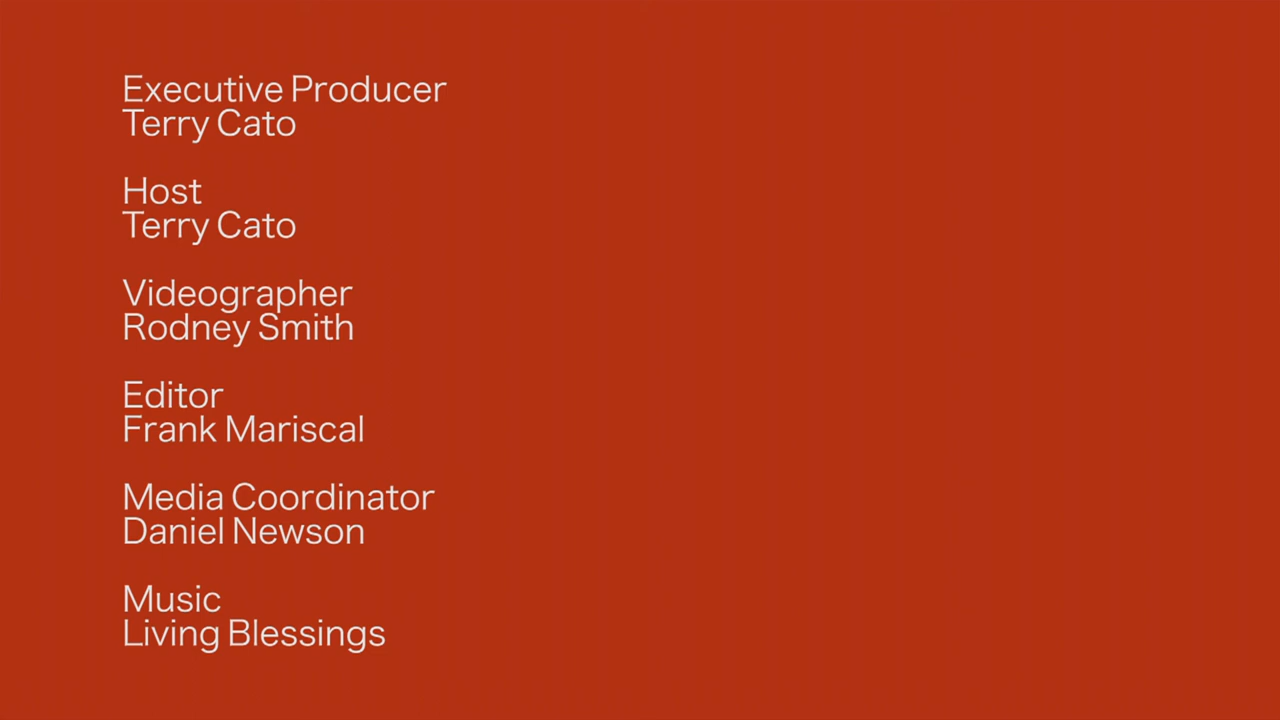 Executive Producer
Terry Cato
Host
Terry Cato
Videographer
Rodney Smith
Editor
Frank Mariscal
Media Coordinator
Daniel Newson
Music
Living Blessings